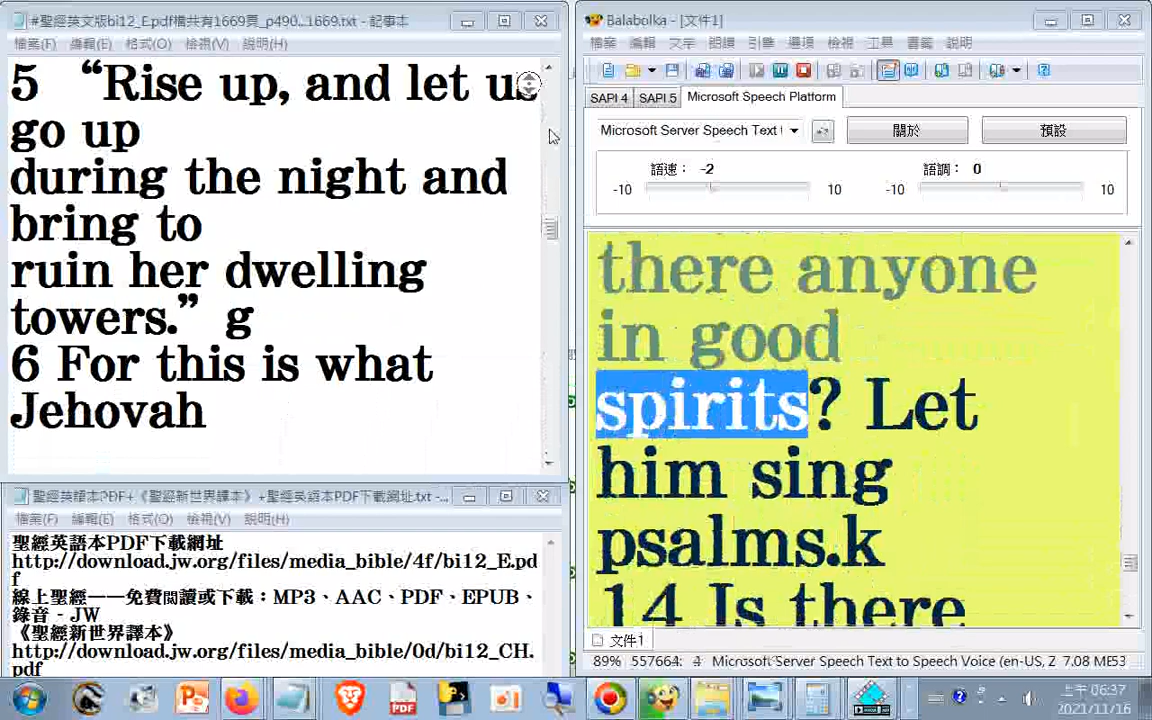 #聖經英文版bi12_E.pdf檔共有1669頁_p490...1669.txt - 記事本
檔案(F) 編輯(E) 格式(O) 檢視(V) 說明(H)
5 “Rise up, and let us
go up
during the night and
bring to
ruin her dwelling
towers.” g
6 For this is what
Jehovah
聖經英語本PDF+《聖經新世界譯本》+聖經英語本PDF下載網址.txt -...
檔案(F) 編輯(E) 格式(O) 檢視(V) 說明(H)
聖經英語本PDF下載網址
http://download.jw.org/files/media_bible/4f/bi12_E.pd
f
線上聖經——免費閱讀或下載：MP3、AAC、PDF、EPUB、
錄音 - JW
《聖經新世界譯本》
http://download.jw.org/files/media_bible/0d/bi12_CH.
pdf
Balabolka - [文件1]
檔案 編輯 文字 朗讀 引擎 選項 檢視 工具 書籤 說明
SAPI 4 SAPI 5 Microsoft Speech Platform
Microsoft Server Speech Text 關於 預設
語速： -2 語調： 0
-10 10 -10 10
there anyone
in good
spirits? Let
him sing
psalms.k
14 Is there
文件1
89% 557664: 4 Microsoft Server Speech Text to Speech Voice (en-US, Z 7.08 ME53
上午 06:37
2021/11/16